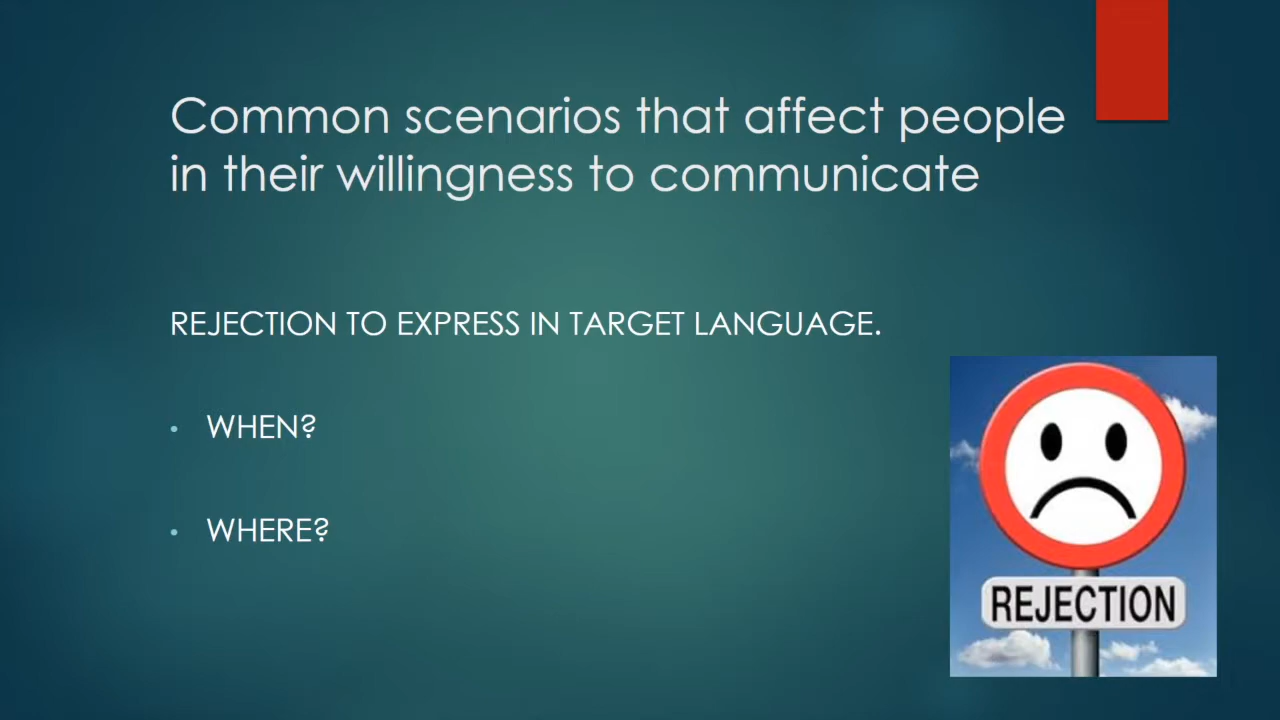 Common scenarios that affect people
in their willingness to communicate
REJECTION TO EXPRESS IN TARGET LANGUAGE.
• WHEN?
• WHERE?
REJECTION